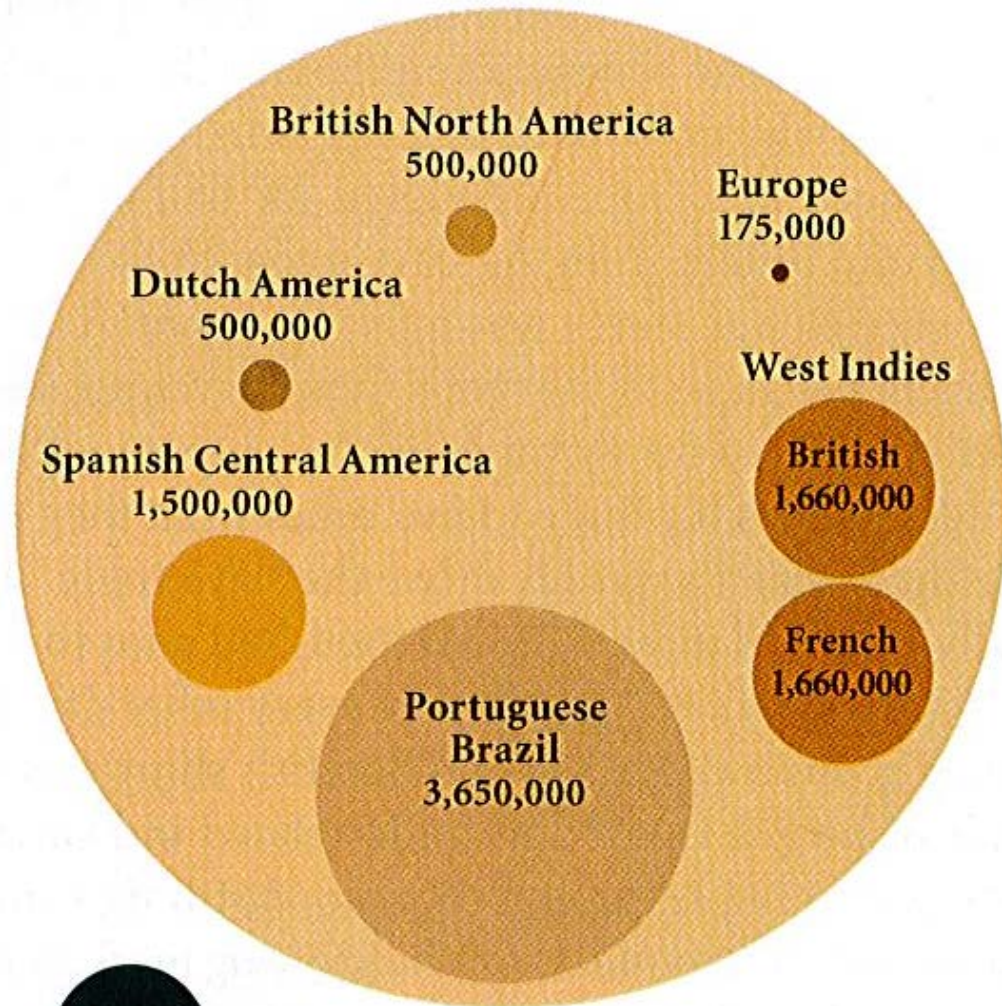 British North America
500,000
Europe
175,000
Dutch America
500,000
West Indies
Spanish Central America
1,500,000
British
1,660,000
French
1,660,000
Portuguese
Brazil
3,650,000